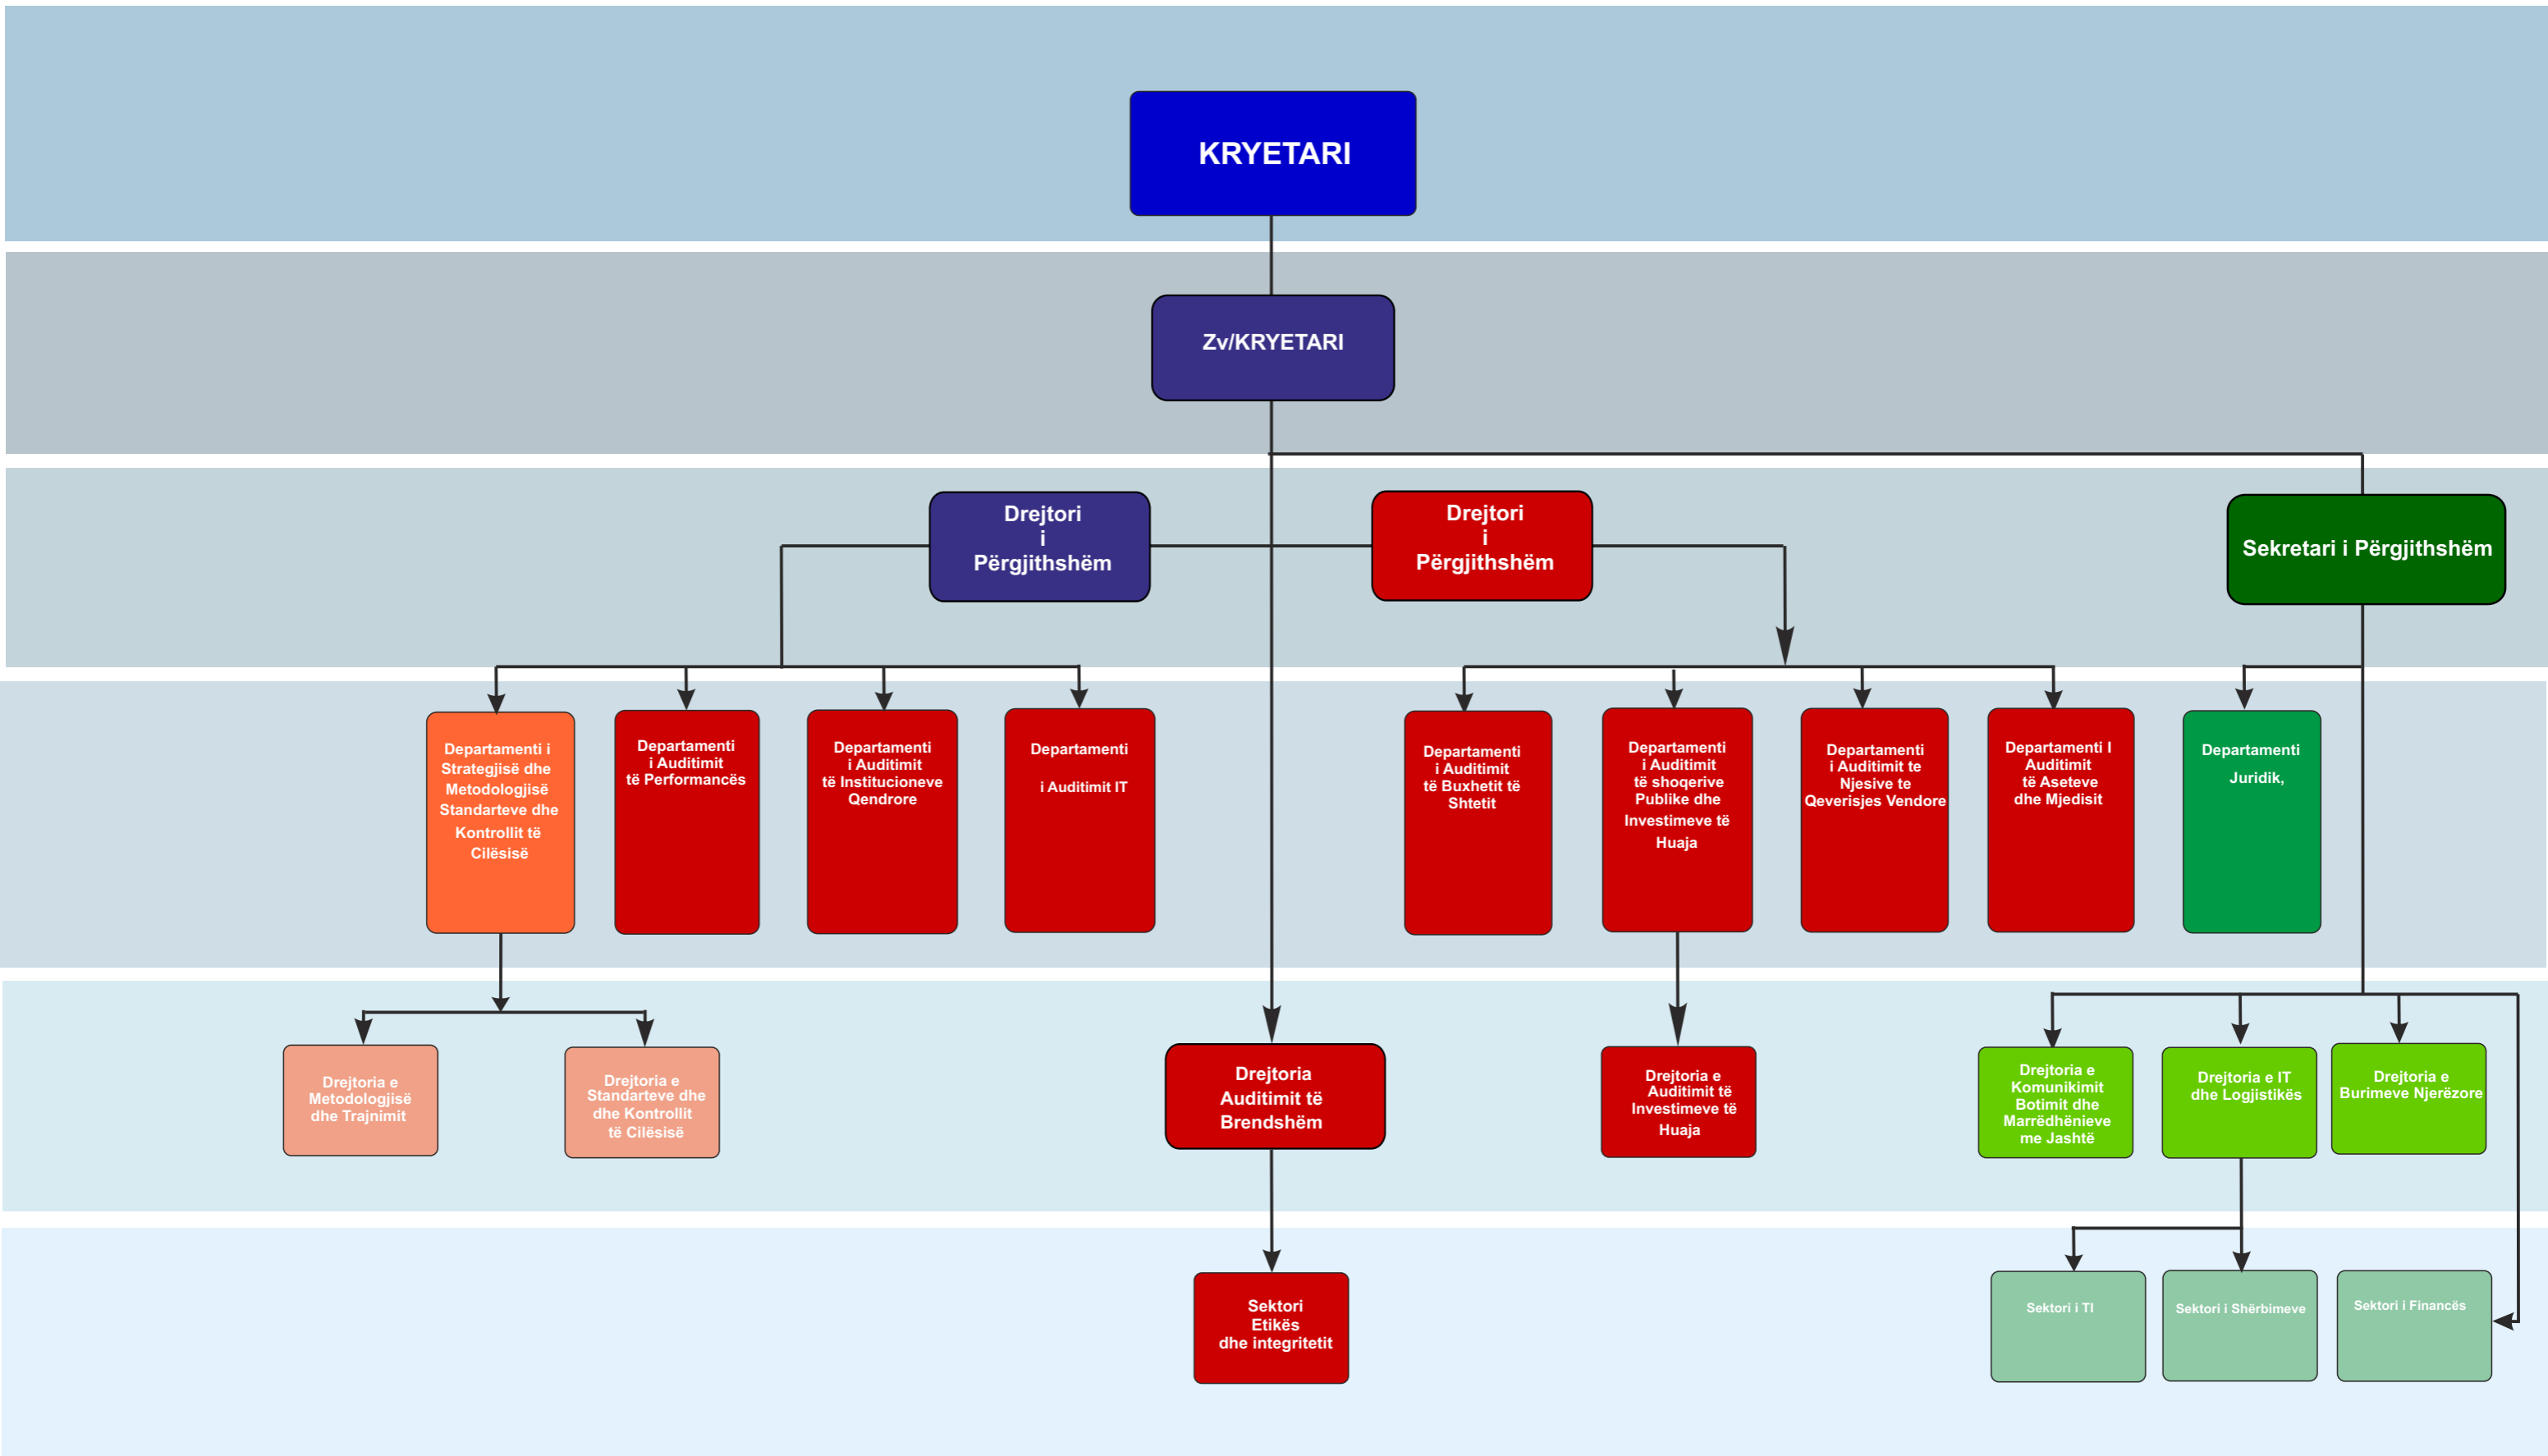 KRYETARI
Zv/KRYETARI
Drejtori
i
Përgjithshëm
Drejtori
i
Përgjithshëm
Sekretari i Përgjithshëm
Departamenti i
Strategjisë dhe
Metodologjisë
Standarteve dhe
Kontrollit të
Cilësisë
Departamenti
i Auditimit
të Performancës
Departamenti
i Auditimit
të Institucioneve
Qendrore
Departamenti
i Auditimit IT
Departamenti
i Auditimit
të Buxhetit të
Shtetit
Departamenti
i Auditimit
të shoqerive
Publike dhe
Investimeve të
Huaja
Departamenti
i Auditimit te
Njesive te
Qeverisjes Vendore
Departamenti I
Auditimit
të Aseteve
dhe Mjedisit
Departamenti
Juridik,
Drejtoria e
Metodologjisë
dhe Trajnimit
Drejtoria e
Standarteve dhe
dhe Kontrollit
të Cilësisë
Drejtoria
Auditimit të
Brendshëm
Drejtoria e
Auditimit të
Investimeve të
Huaja
Drejtoria e
Komunikimit
Botimit dhe
Marrëdhënieve
me Jashtë
Drejtoria e IT
dhe Logjistikës
Drejtoria e
Burimeve Njerëzore
Sektori
Etikës
dhe integritetit
Sektori i TI
Sektori i Shërbimeve
Sektori i Financës